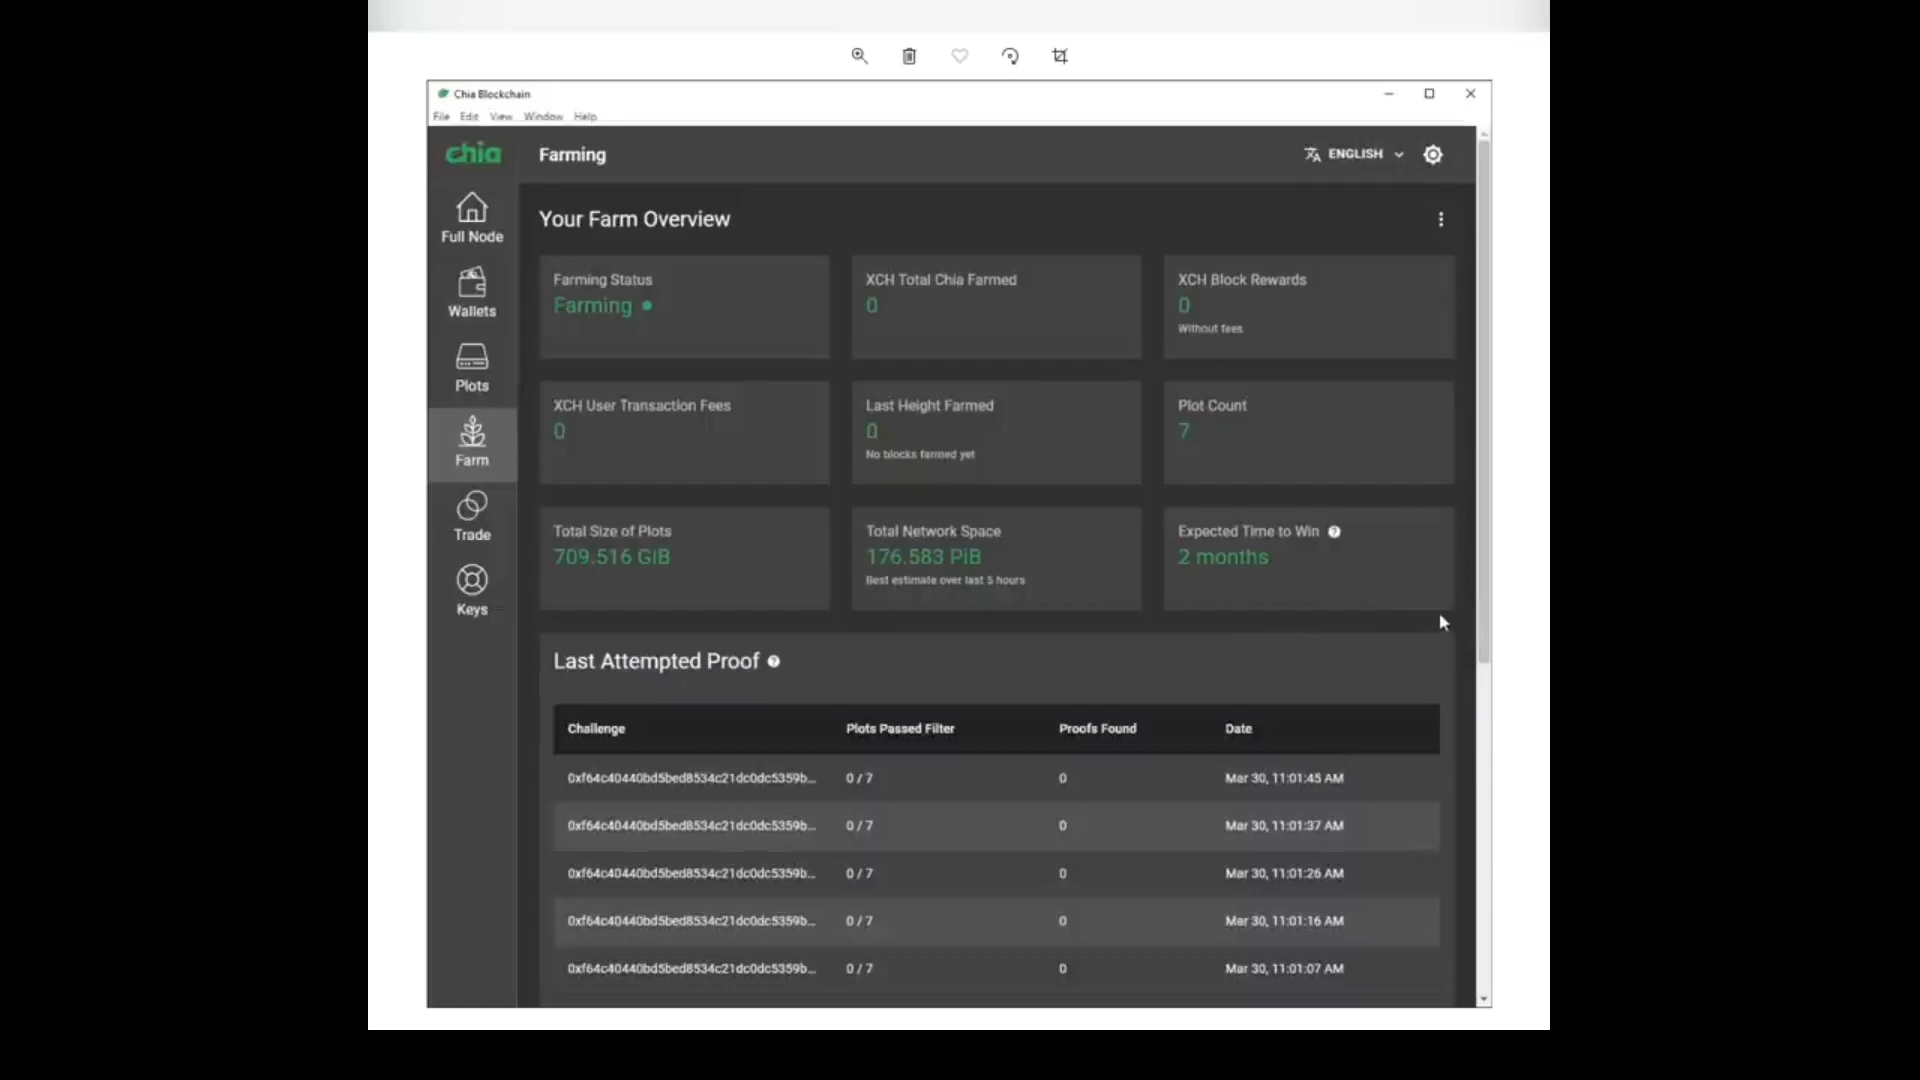 Chia Blockchain
File Edit View Window Help
chia
Farming
ENGLISH
Full Node
Wallets
Plots
Farm
Trade
Keys
Your Farm Overview
Farming Status
Farming
XCH Total Chia Farmed
0
XCH Block Rewards
0
Without fees
XCH User Transaction Fees
0
Last Height Farmed
0
No blocks farmed yet
Plot Count
7
Total Size of Plots
709.516 GiB
Total Network Space
176.583 PiB
Best estimate over last 5 hours
Expected Time to Win ?
2 months
Last Attempted Proof ?
Challenge Plots Passed Filter Proofs Found Date
0xf64c40440bd5bed8534c21dc0dc5359b... 0 / 7 0 Mar 30, 11:01:45 AM
0xf64c40440bd5bed8534c21dc0dc5359b... 0 / 7 0 Mar 30, 11:01:37 AM
0xf64c40440bd5bed8534c21dc0dc5359b... 0 / 7 0 Mar 30, 11:01:26 AM
0xf64c40440bd5bed8534c21dc0dc5359b... 0 / 7 0 Mar 30, 11:01:16 AM
0xf64c40440bd5bed8534c21dc0dc5359b... 0 / 7 0 Mar 30, 11:01:07 AM